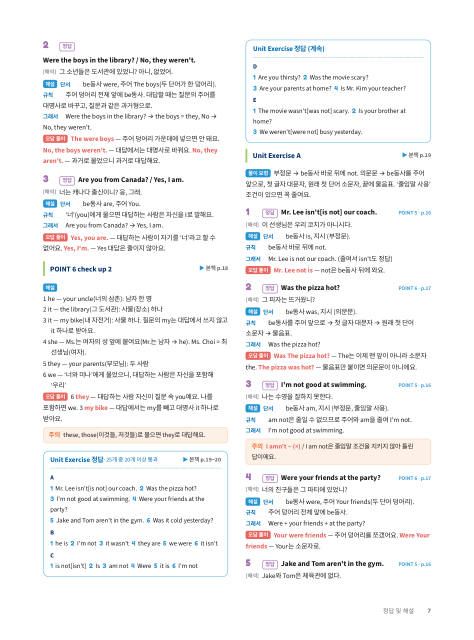 2 정답
Were the boys in the library? / No, they weren't.
[해석] 그 소년들은 도서관에 있었니? 아니, 없었어.
해설 단서 be동사 were, 주어 The boys(두 단어가 한 덩어리).
규칙 주어 덩어리 전체 앞에 be동사. 대답할 때는 질문의 주어를
대명사로 바꾸고, 질문과 같은 과거형으로.
그래서 Were the boys in the library? → the boys = they, No →
No, they weren't.
오답 풀이 The were boys — 주어 덩어리 가운데에 넣으면 안 돼요.
No, the boys weren't. — 대답에서는 대명사로 바꿔요. No, they
aren't. — 과거로 물었으니 과거로 대답해요.
3 정답 Are you from Canada? / Yes, I am.
[해석] 너는 캐나다 출신이니? 응, 그래.
해설 단서 be동사 are, 주어 You.
규칙 '너'(you)에게 물으면 대답하는 사람은 자신을 I로 말해요.
그래서 Are you from Canada? → Yes, I am.
오답 풀이 Yes, you are. — 대답하는 사람이 자기를 '너'라고 할 수
없어요. Yes, I'm. — Yes 대답은 줄이지 않아요.
POINT 6 check up 2 ▶ 본책 p.18
해설
1 he — your uncle(너의 삼촌): 남자 한 명
2 it — the library(그 도서관): 사물(장소) 하나
3 it — my bike(내 자전거): 사물 하나. 질문의 my는 대답에서 쓰지 않고
it 하나로 받아요.
4 she — Ms.는 여자의 성 앞에 붙여요(Mr.는 남자 → he). Ms. Choi = 최
선생님(여자).
5 they — your parents(부모님): 두 사람
6 we — '너와 미나'에게 물었으니, 대답하는 사람은 자신을 포함해
'우리'
오답 풀이 6 they — 대답하는 사람이 자신 질문 속 you예요. 나를
포함하면 we. 3 my bike — 대답에서는 my를 빼고 대명사 it 하나로
받아요.
주의 these, those(이것들, 저것들)로 물으면 they로 대답해요.
Unit Exercise 정답 · 25개 중 20개 이상 통과 ▶ 본책 p.19~20
A
1 Mr. Lee isn't[is not] our coach. 2 Was the pizza hot?
3 I'm not good at swimming. 4 Were your friends at the
party?
5 Jake and Tom aren't in the gym. 6 Was it cold yesterday?
B
1 he is 2 I'm not 3 it wasn't 4 they are 5 we were 6 it isn't
C
1 is not[isn't] 2 Is 3 am not 4 Were 5 it is 6 I'm not
Unit Exercise 정답 (계속)
D
1 Are you thirsty? 2 Was the movie scary?
3 Are your parents at home? 4 Is Mr. Kim your teacher?
E
1 The movie wasn't[was not] scary. 2 Is your brother at
home?
3 We weren't[were not] busy yesterday.
Unit Exercise A ▶ 본책 p.19
풀이 요령 부정문 → be동사 바로 뒤에 not. 의문문 → be동사를 주어
앞으로, 첫 글자 대문자, 원래 첫 단어 소문자, 끝에 물음표. '줄임말 사용'
조건이 있으면 꼭 줄여요.
1 정답 Mr. Lee isn't[is not] our coach. POINT 5 · p.16
[해석] 이 선생님은 우리 코치가 아니시다.
해설 단서 be동사 is, 지시 (부정문).
규칙 be동사 바로 뒤에 not.
그래서 Mr. Lee is not our coach. (줄여서 isn't도 정답)
오답 풀이 Mr. Lee not is — not은 be동사 뒤에 와요.
2 정답 Was the pizza hot? POINT 6 · p.17
[해석] 그 피자는 뜨거웠니?
해설 단서 be동사 was, 지시 (의문문).
규칙 be동사를 주어 앞으로 → 첫 글자 대문자 → 원래 첫 단어
소문자 → 물음표.
그래서 Was the pizza hot?
오답 풀이 Was The pizza hot? — The는 이제 맨 앞이 아니라 소문자
the. The pizza was hot? — 물음표만 붙이면 의문문이 아니에요.
3 정답 I'm not good at swimming. POINT 5 · p.16
[해석] 나는 수영을 잘하지 못한다.
해설 단서 be동사 am, 지시 (부정문, 줄임말 사용).
규칙 am not은 줄일 수 없으므로 주어와 am을 줄여 I'm not.
그래서 I'm not good at swimming.
주의 I amn't ~ (×) / I am not은 줄임말 조건을 지키지 않아 틀린
답이에요.
4 정답 Were your friends at the party? POINT 6 · p.17
[해석] 너의 친구들은 그 파티에 있었니?
해설 단서 be동사 were, 주어 Your friends(두 단어 덩어리).
규칙 주어 덩어리 전체 앞에 be동사.
그래서 Were + your friends + at the party?
오답 풀이 Your were friends — 주어 덩어리를 쪼갰어요. Were Your
friends — Your는 소문자로.
5 정답 Jake and Tom aren't in the gym. POINT 5 · p.16
[해석] Jake와 Tom은 체육관에 없다.
정답 및 해설 7